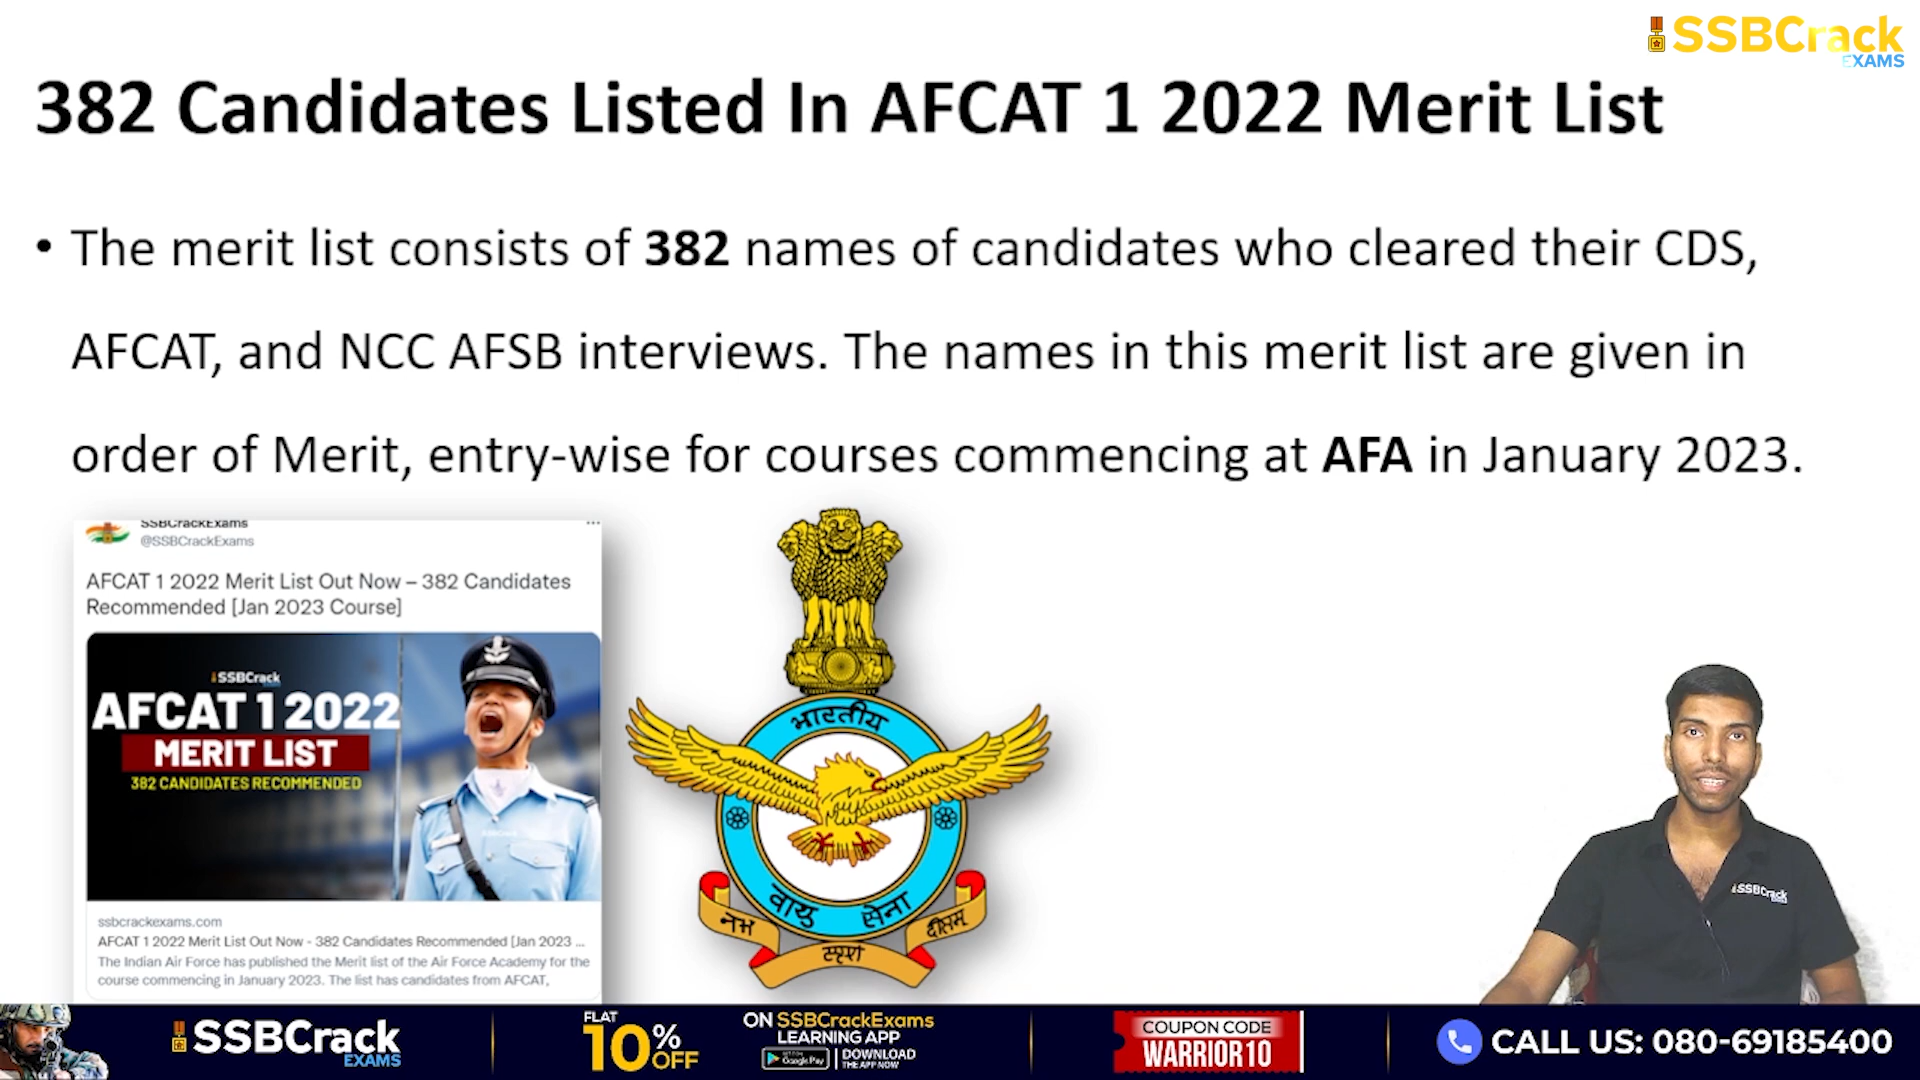 SSBCrack
EXAMS
382 Candidates Listed In AFCAT 1 2022 Merit List
• The merit list consists of 382 names of candidates who cleared their CDS,
AFCAT, and NCC AFSB interviews. The names in this merit list are given in
order of Merit, entry-wise for courses commencing at AFA in January 2023.
SSBCrackExams
@SSBCrackExams
AFCAT 1 2022 Merit List Out Now – 382 Candidates
Recommended [Jan 2023 Course]
SSBCrack
AFCAT 1 2022
MERIT LIST
382 CANDIDATES RECOMMENDED
ssbcrackexams.com
AFCAT 1 2022 Merit List Out Now - 382 Candidates Recommended [Jan 2023 ...
The Indian Air Force has published the Merit list of the Air Force Academy for the
course commencing in January 2023. The list has candidates from AFCAT,
भारतीय
वायु सेना
नभ स्पृशं दीप्तम्
SSBCrack
SSBCrack
EXAMS
FLAT
10% OFF
ON SSBCrackExams
LEARNING APP
Google Play
DOWNLOAD
THE APP NOW
COUPON CODE
WARRIOR10
CALL US: 080-69185400